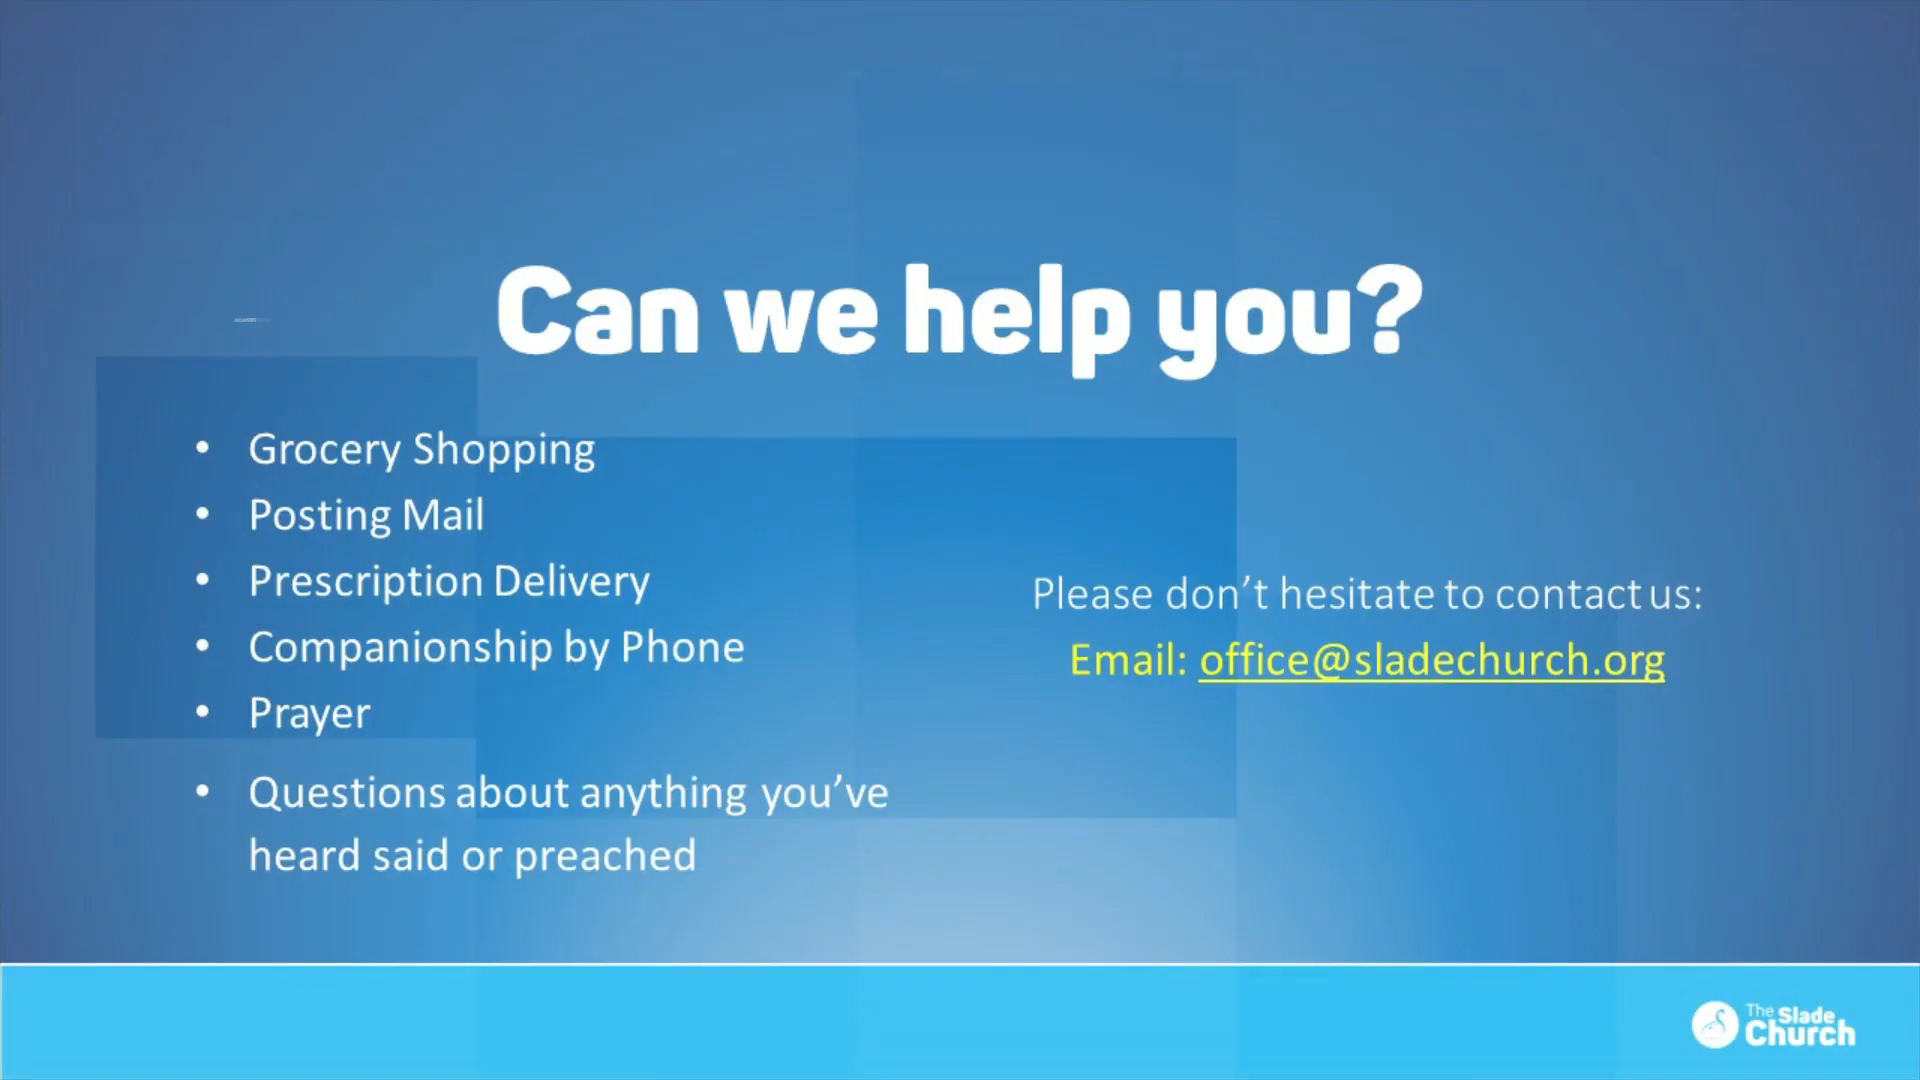 Can we help you?
• Grocery Shopping
• Posting Mail
• Prescription Delivery
• Companionship by Phone
• Prayer
• Questions about anything you’ve
heard said or preached
Please don’t hesitate to contact us:
Email: office@sladechurch.org
The Slade
Church